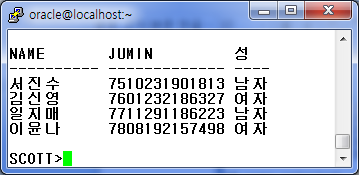 oracle@localhost:~
NAME JUMIN 성
---------- ------------- ----
서진수 7510231901813 남자
김신영 7601232186327 여자
일지매 7711291186223 남자
이윤나 7808192157498 여자
SCOTT>